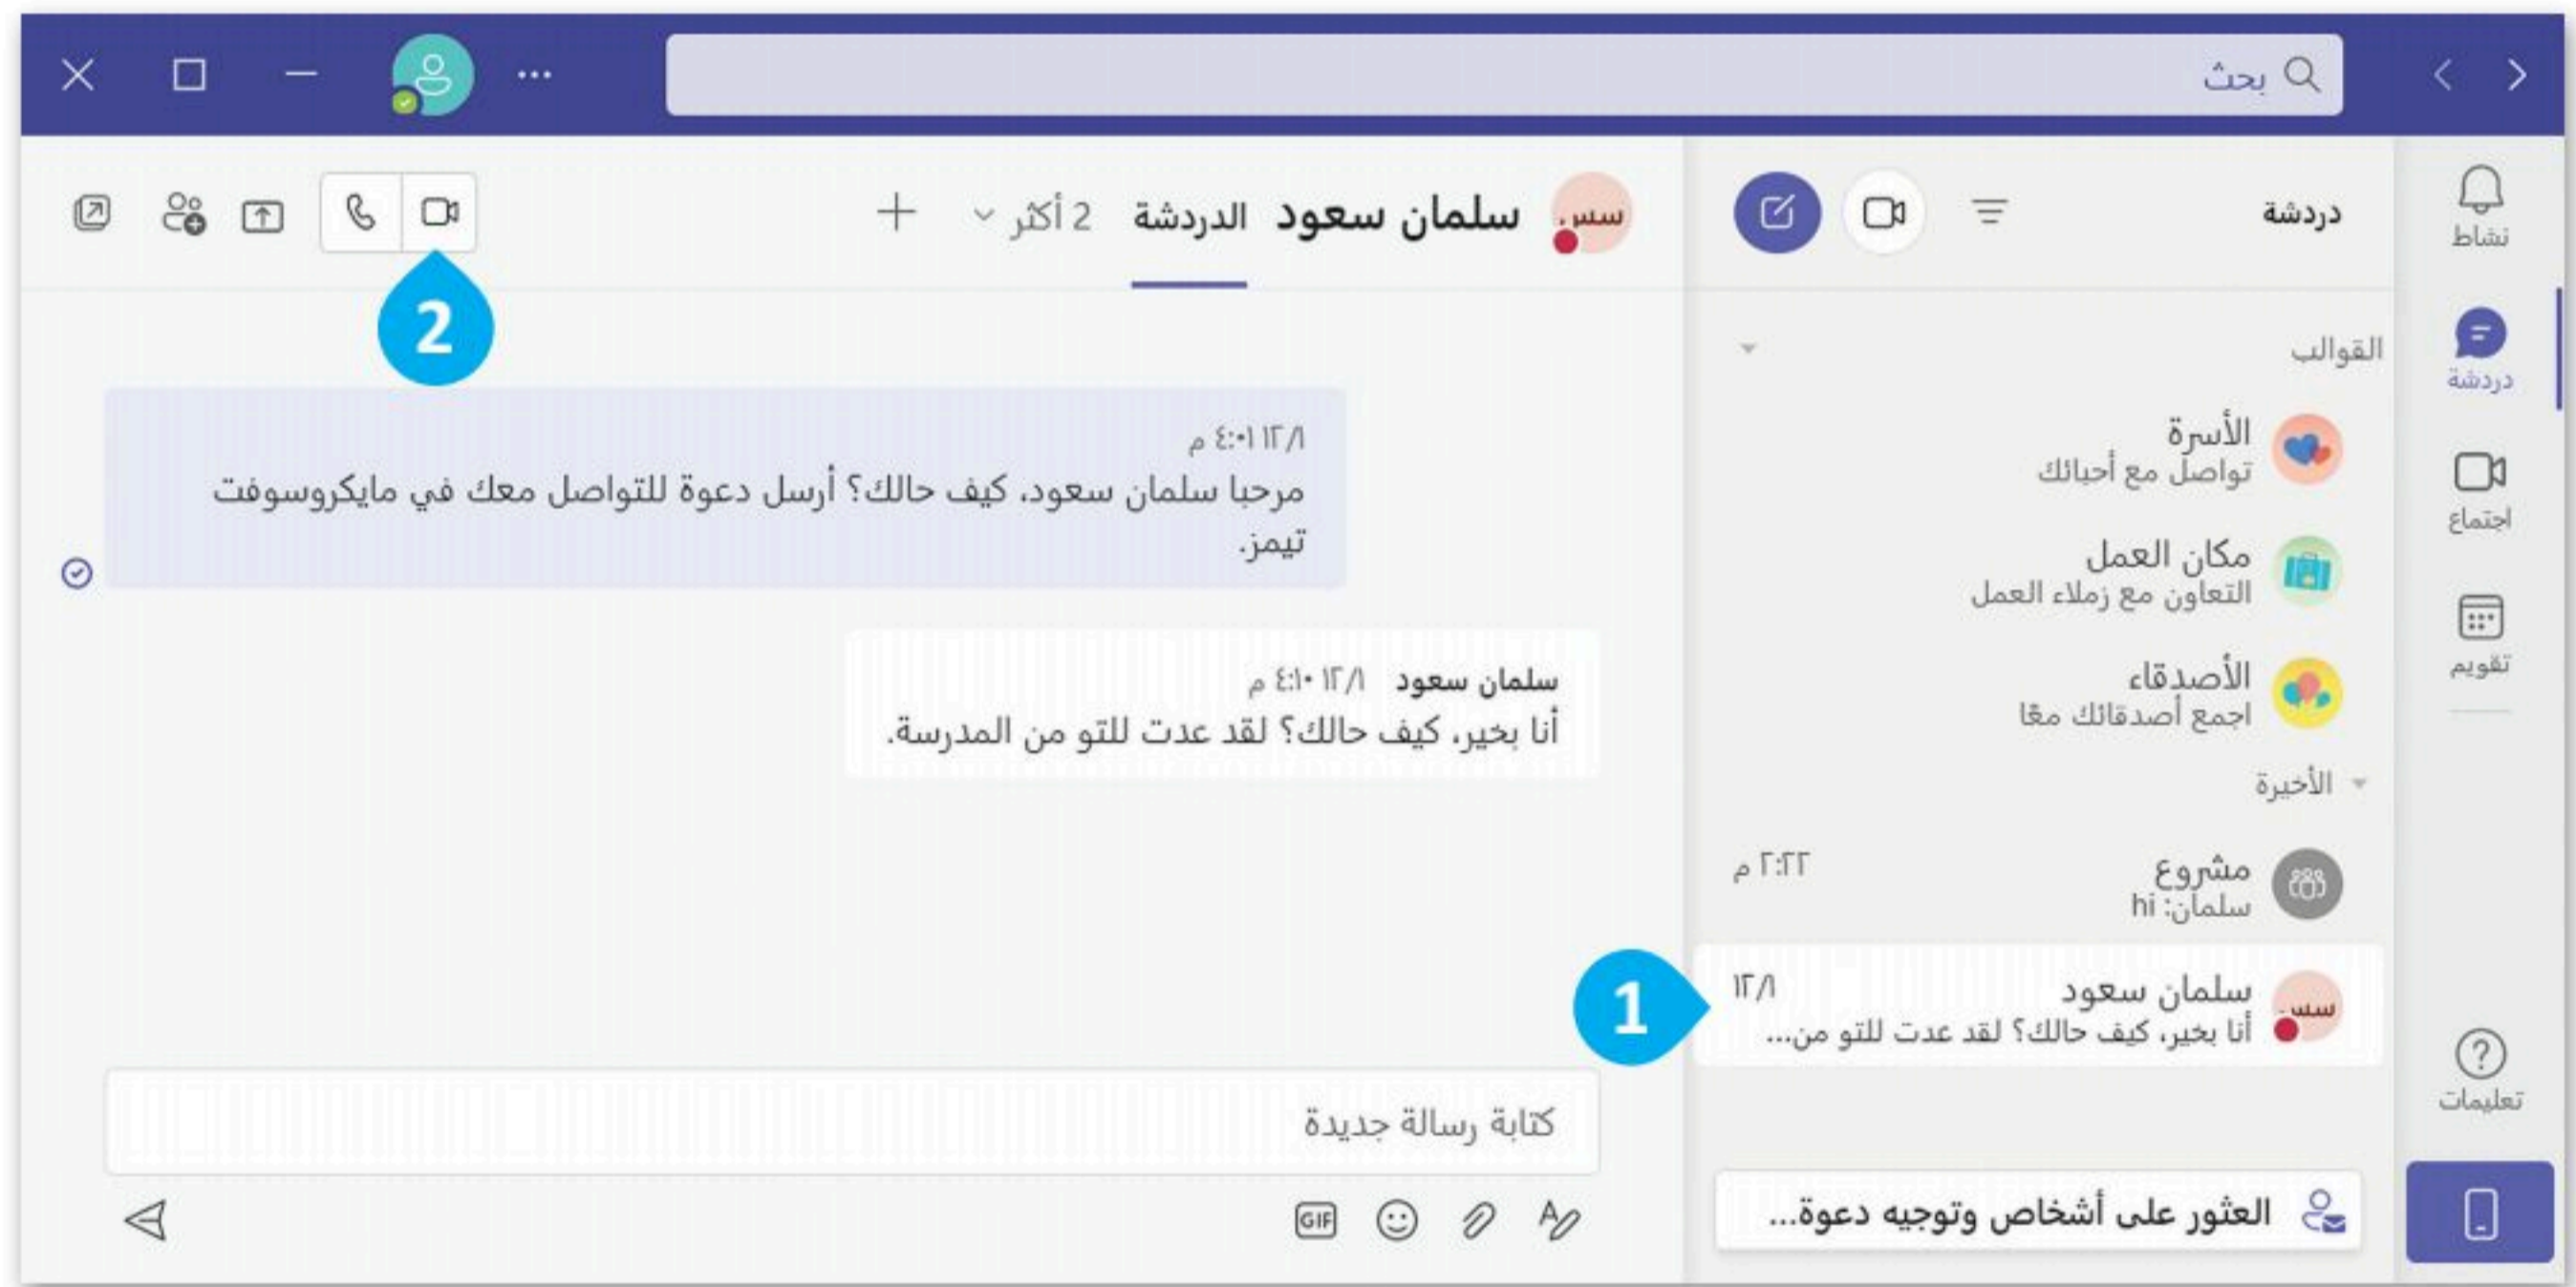 بحث
نشاط
دردشة
اجتماع
تقويم
تعليمات
دردشة
القوالب
الأسرة
تواصل مع أحبائك
مكان العمل
التعاون مع زملاء العمل
الأصدقاء
اجمع أصدقائك معًا
الأخيرة
مشروع ٢:٢٢ م
سلمان: hi
سلمان سعود ١٢/١
سس
أنا بخير، كيف حالك؟ لقد عدت للتو من...
1
العثور على أشخاص وتوجيه دعوة...
سس سلمان سعود الدردشة 2 أكثر
2
١٢/١ ٤:٠١ م
مرحبا سلمان سعود، كيف حالك؟ أرسل دعوة للتواصل معك في مايكروسوفت
تيمز.
سلمان سعود ١٢/١ ٤:١٠ م
أنا بخير، كيف حالك؟ لقد عدت للتو من المدرسة.
كتابة رسالة جديدة
GIF